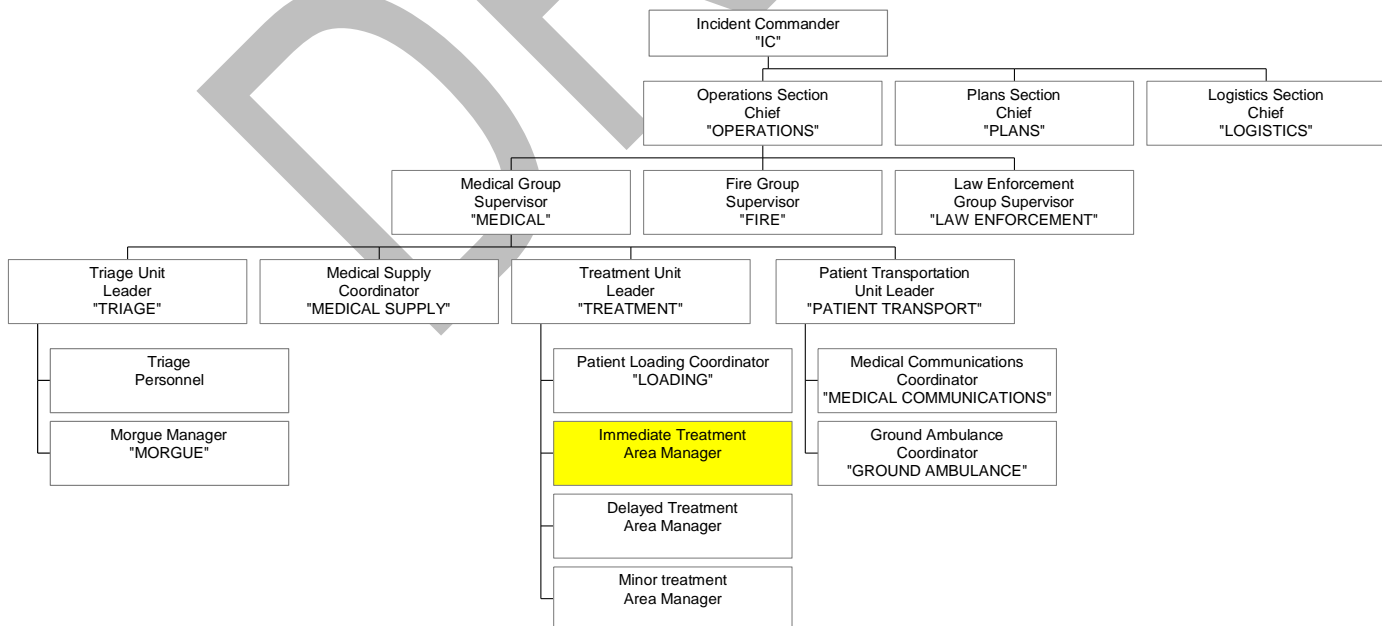 Incident Commander
"IC"
Operations Section
Chief
"OPERATIONS"
Plans Section
Chief
"PLANS"
Logistics Section
Chief
"LOGISTICS"
Medical Group
Supervisor
"MEDICAL"
Fire Group
Supervisor
"FIRE"
Law Enforcement
Group Supervisor
"LAW ENFORCEMENT"
Triage Unit
Leader
"TRIAGE"
Medical Supply
Coordinator
"MEDICAL SUPPLY"
Treatment Unit
Leader
"TREATMENT"
Patient Transportation
Unit Leader
"PATIENT TRANSPORT"
Triage
Personnel
Morgue Manager
"MORGUE"
Patient Loading Coordinator
"LOADING"
Immediate Treatment
Area Manager
Delayed Treatment
Area Manager
Minor treatment
Area Manager
Medical Communications
Coordinator
"MEDICAL COMMUNICATIONS"
Ground Ambulance
Coordinator
"GROUND AMBULANCE"